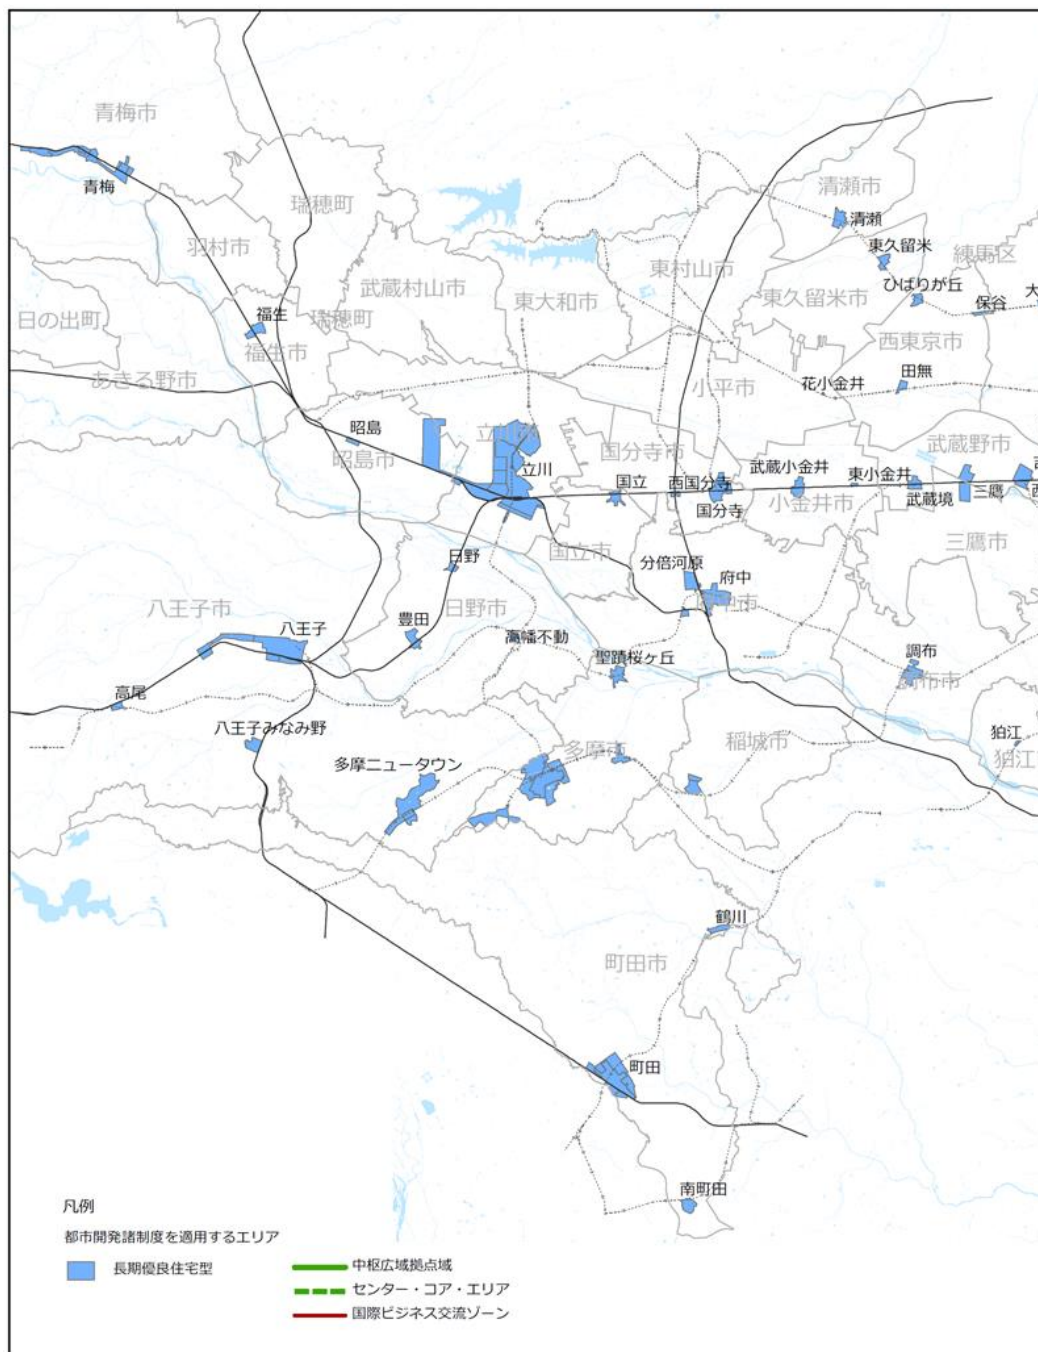 青梅市
青梅
瑞穂町
羽村市
清瀬市
清瀬
東久留米
練馬区
東村山市
ひばりが丘
武蔵村山市
東大和市
東久留米市
保谷
大
日の出町
福生
瑞穂町
福生市
西東京市
あきる野市
田無
花小金井
小平市
昭島
昭島市
立川市
立川
国分寺市
武蔵野市
国立
西国分寺
国分寺
武蔵小金井
小金井市
東小金井
武蔵境
三鷹
三鷹市
国立市
日野
分倍河原
府中
府中市
八王子市
八王子
豊田
日野市
高幡不動
聖蹟桜ヶ丘
調布
調布市
高尾
八王子みなみ野
多摩ニュータウン
多摩市
稲城市
狛江
狛江
鶴川
町田市
町田
南町田
凡例
都市開発諸制度を適用するエリア
長期優良住宅型
中枢広域拠点域
センター・コア・エリア
国際ビジネス交流ゾーン